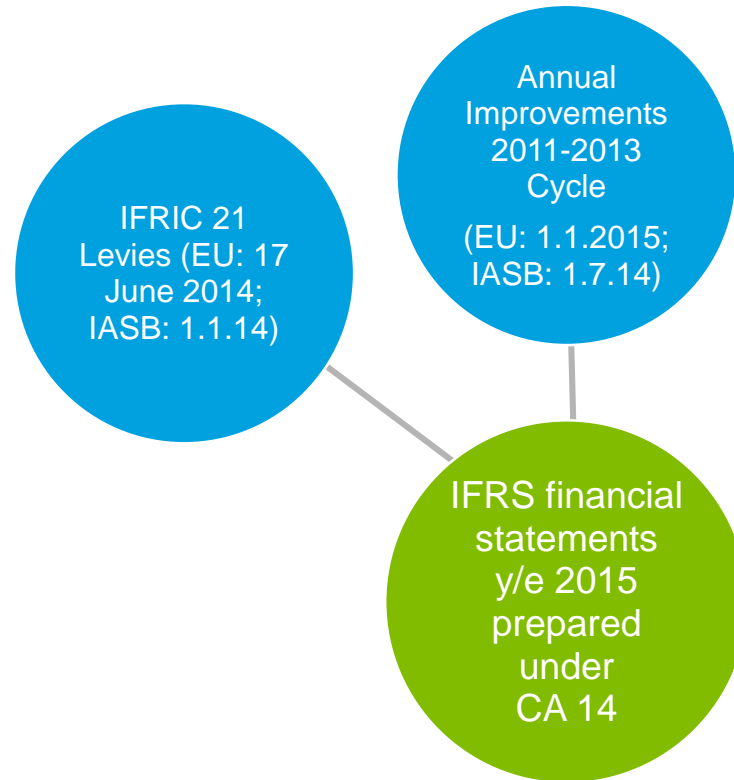 Annual
Improvements
2011-2013
Cycle
(EU: 1.1.2015;
IASB: 1.7.14)
IFRIC 21
Levies (EU: 17
June 2014;
IASB: 1.1.14)
IFRS financial
statements
y/e 2015
prepared
under
CA 14